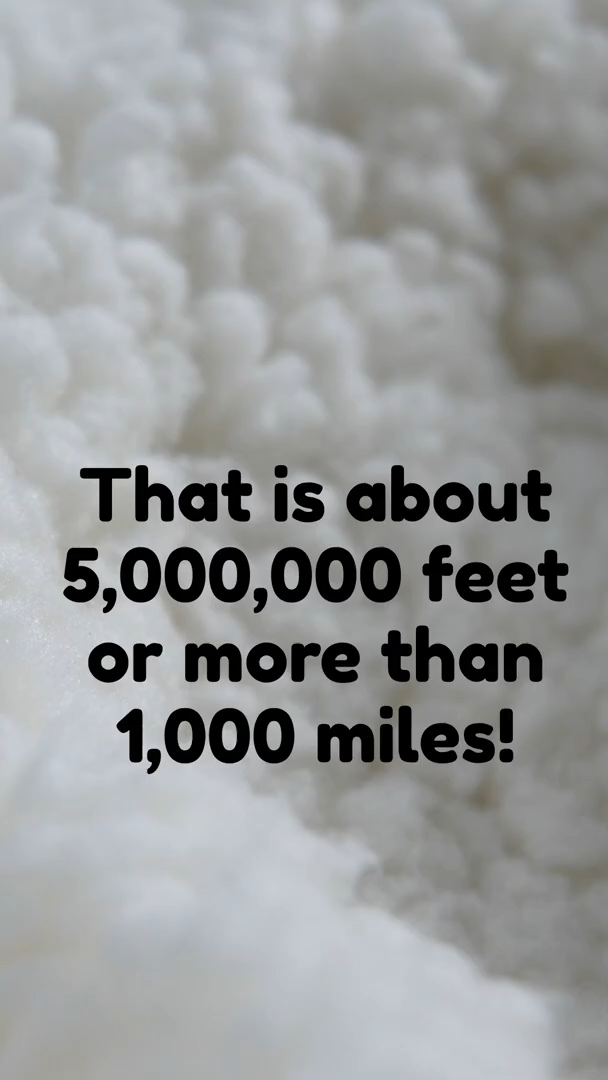 That is about
5,000,000 feet
or more than
1,000 miles!